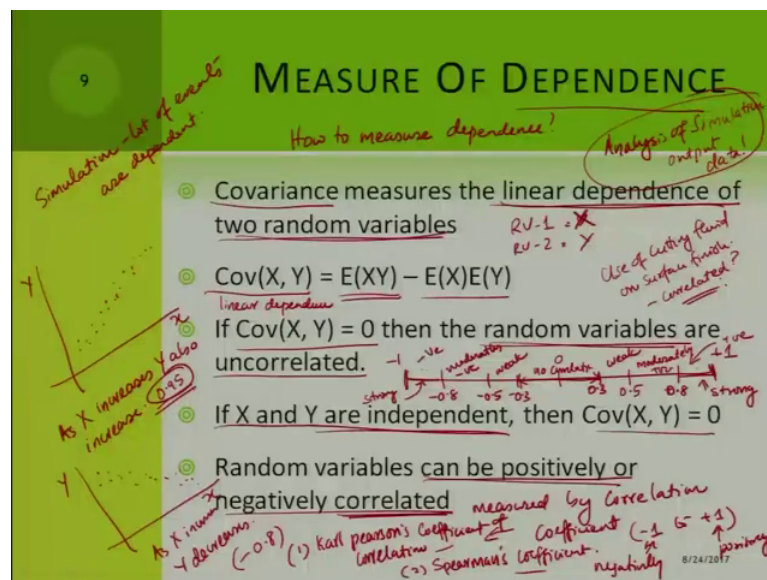 9
MEASURE OF DEPENDENCE
Simulation - lot of events
are dependent.
How to measure dependence?
Analysis of Simulation
output
data!
Covariance measures the linear dependence of
two random variables
RV-1 = X
RV-2 = Y
Use of cutting fluid
on surface finish.
- correlated?
Cov(X, Y) = E(XY) – E(X)E(Y)
linear dependence
If Cov(X, Y) = 0 then the random variables are
uncorrelated.
-1 -ve moderately -ve weak no correlation 0 weak moderately +ve +1
strong -0.8 -0.5 -0.3 0.3 0.5 0.8 strong
Y
X
As X increases Y also
increase. 0.95
If X and Y are independent, then Cov(X, Y) = 0
Random variables can be positively or
negatively correlated measured by correlation
coefficient (-1 to +1)
negatively positively
Y
X
As X increases
Y decreases.
(-0.8)
(1) Karl pearson's coefficient of
correlation
(2) Spearman's coefficient.
8/24/2017